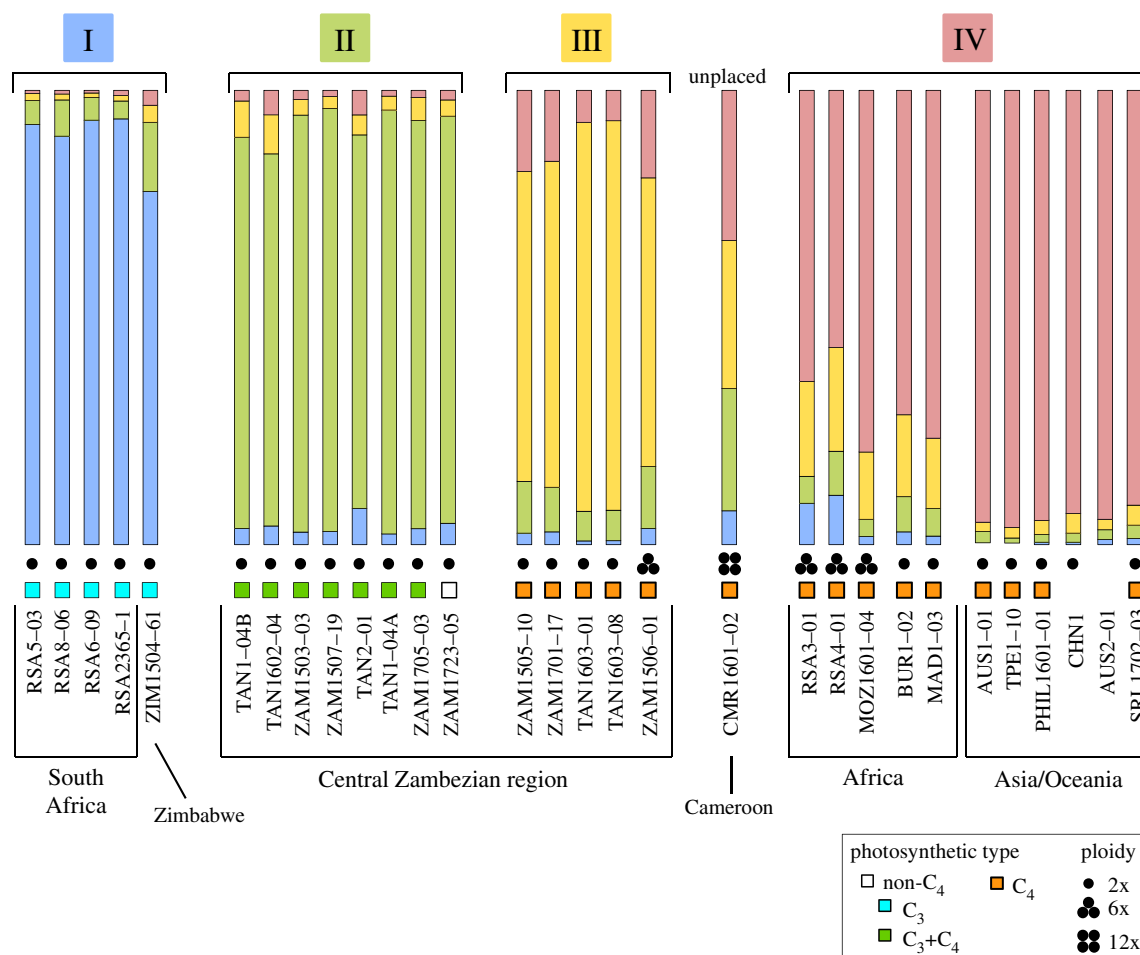 I
II
III
IV
unplaced
RSA5–03
RSA8–06
RSA6–09
RSA2365–1
ZIM1504–61
TAN1–04B
TAN1602–04
ZAM1503–03
ZAM1507–19
TAN2–01
TAN1–04A
ZAM1705–03
ZAM1723–05
ZAM1505–10
ZAM1701–17
TAN1603–01
TAN1603–08
ZAM1506–01
CMR1601–02
RSA3–01
RSA4–01
MOZ1601–04
BUR1–02
MAD1–03
AUS1–01
TPE1–10
PHIL1601–01
CHN1
AUS2–01
SRL1702–03
South
Africa
Zimbabwe
Central Zambezian region
Cameroon
Africa
Asia/Oceania
photosynthetic type
ploidy
non-C4
C4
2x
C3
6x
C3+C4
12x